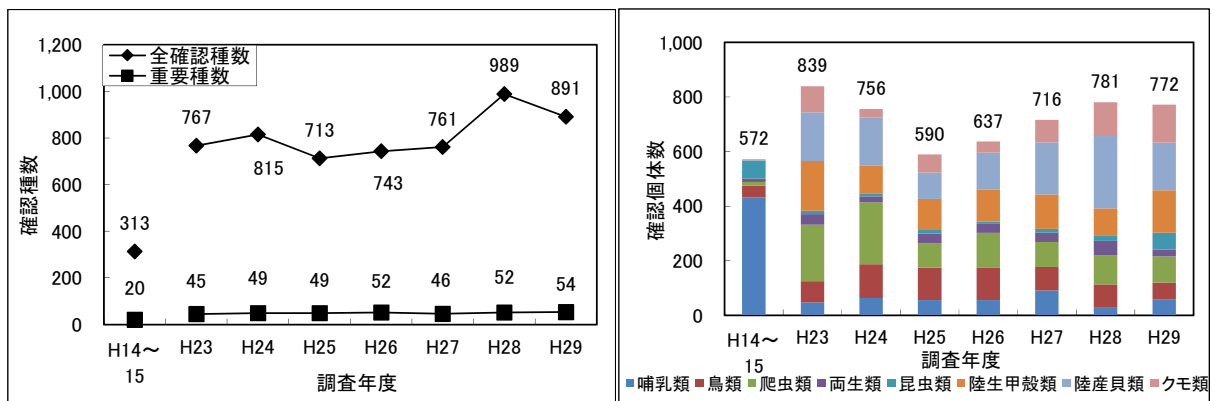 1,200
1,000
800
600
400
200
0
確認種数
全確認種数
重要種数
313
767
815
713
743
761
989
891
20
45
49
49
52
46
52
54
H14～15
H23
H24
H25
H26
H27
H28
H29
調査年度
1,000
800
600
400
200
0
確認個体数
572
839
756
590
637
716
781
772
H14～15
H23
H24
H25
H26
H27
H28
H29
調査年度
哺乳類 鳥類 爬虫類 両生類 昆虫類 陸生甲殻類 陸産貝類 クモ類